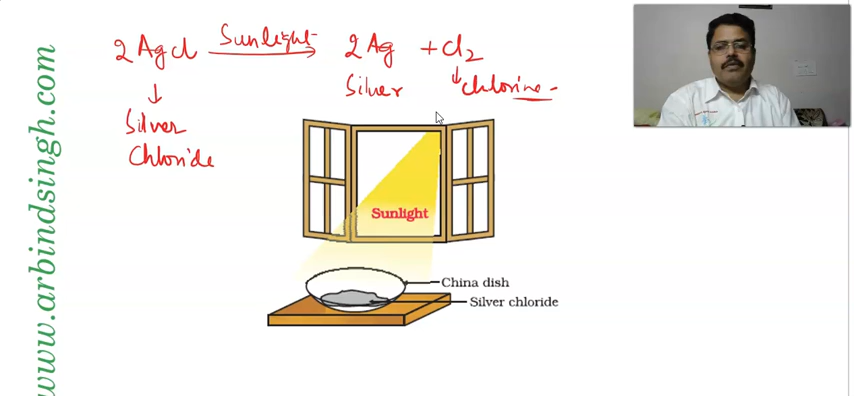 2AgCl Sunlight 2Ag + Cl2
Silver Chlorine
Silver
Chloride
Sunlight
China dish
Silver chloride
www.arbindsingh.com